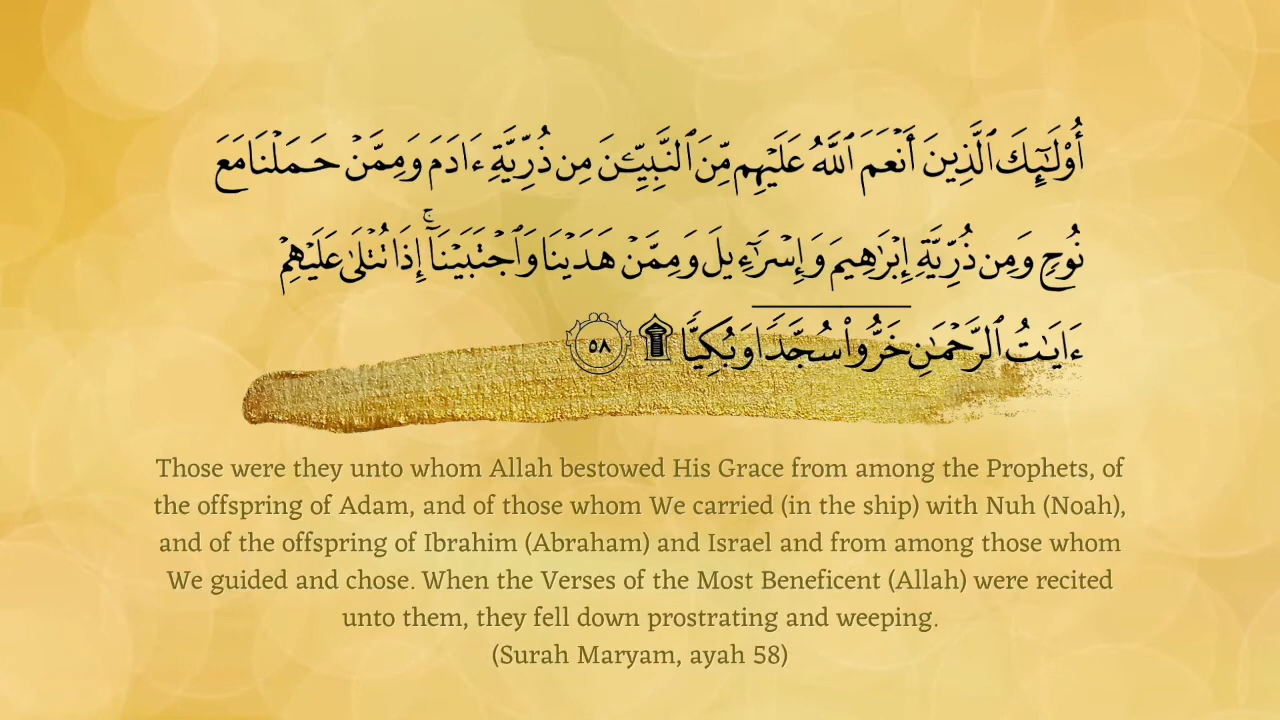 أُو۟لَـٰٓئِكَ ٱلَّذِينَ أَنْعَمَ ٱللَّهُ عَلَيْهِم مِّنَ ٱلنَّبِيِّـۧنَ مِن ذُرِّيَّةِ ءَادَمَ وَمِمَّنْ حَمَلْنَا مَعَ
نُوحٍ وَمِن ذُرِّيَّةِ إِبْرَٰهِيمَ وَإِسْرَٰٓءِيلَ وَمِمَّنْ هَدَيْنَا وَٱجْتَبَيْنَآ ۚ إِذَا تُتْلَىٰ عَلَيْهِمْ
ءَايَـٰتُ ٱلرَّحْمَـٰنِ خَرُّوا۟ سُجَّدًا وَبُكِيًّا ۩ ٥٨
Those were they unto whom Allah bestowed His Grace from among the Prophets, of
the offspring of Adam, and of those whom We carried (in the ship) with Nuh (Noah),
and of the offspring of Ibrahim (Abraham) and Israel and from among those whom
We guided and chose. When the Verses of the Most Beneficent (Allah) were recited
unto them, they fell down prostrating and weeping.
(Surah Maryam, ayah 58)